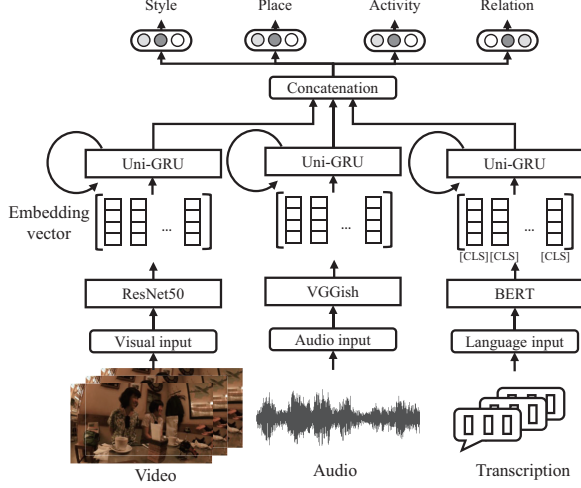 Style Place Activity Relation
Concatenation
Uni-GRU Uni-GRU Uni-GRU
Embedding
vector
... ... ...
[CLS] [CLS] [CLS]
ResNet50 VGGish BERT
Visual input Audio input Language input
Video Audio Transcription